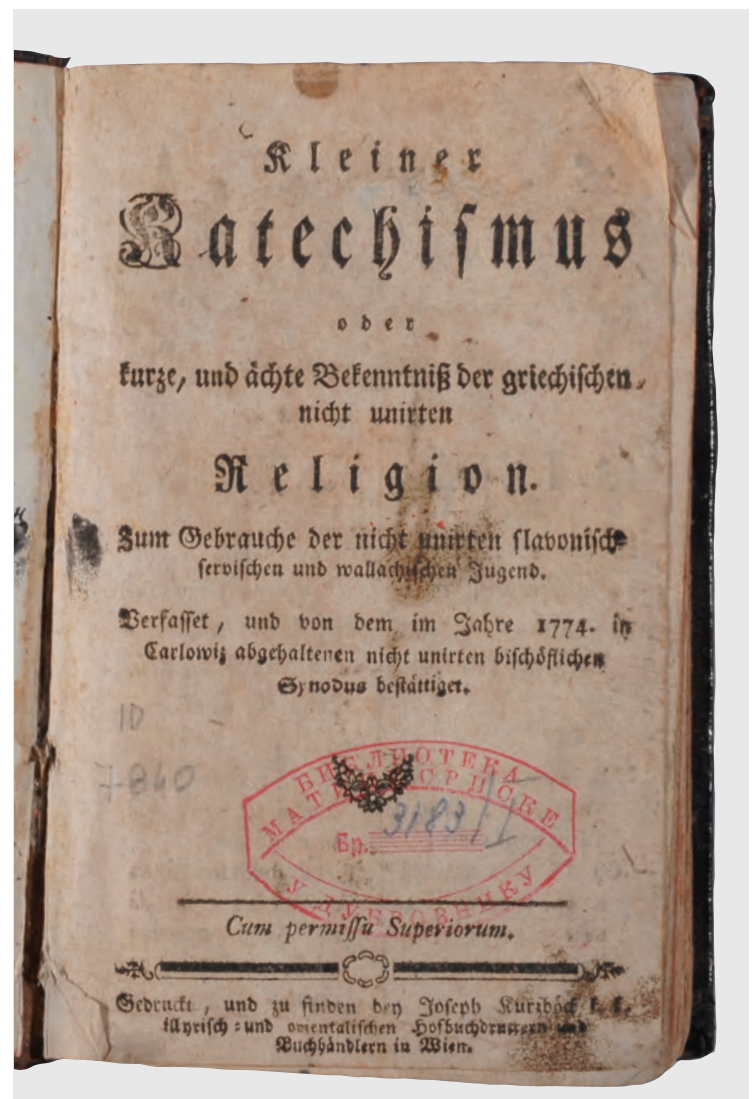 Kleiner
Katechismus
oder
kurze, und ächte Bekenntniß der griechischen
nicht unirten
Religion.
Zum Gebrauche der nicht unirten slavonisch-
servischen und wallachischen Jugend.
Verfasset, und von dem im Jahre 1774. in
Carlowiz abgehaltenen nicht unirten bischöflichen
Synodus bestättiget.
ID
7840
БИБЛИОТЕКА
МАТИЦЕ СРПСКЕ
Бр. 3183/I
У ДУБРОВНИКУ
Cum permissu Superiorum.
Gedruckt, und zu finden bey Joseph Kurzböck k. k.
illyrisch-und orientalischen Hofbuchdruckern und
Buchhändlern in Wien.